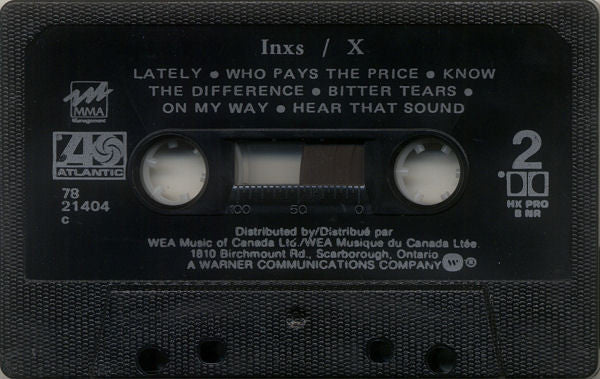 Inxs / X
LATELY • WHO PAYS THE PRICE • KNOW
THE DIFFERENCE • BITTER TEARS •
ON MY WAY • HEAR THAT SOUND
MMA
Management
ATLANTIC
78
21404
c
2
HX PRO
B NR
100 50 0
Distributed by/Distribué par
WEA Music of Canada Ltd./WEA Musique du Canada Ltée.
1810 Birchmount Rd., Scarborough, Ontario
A WARNER COMMUNICATIONS COMPANY W ®